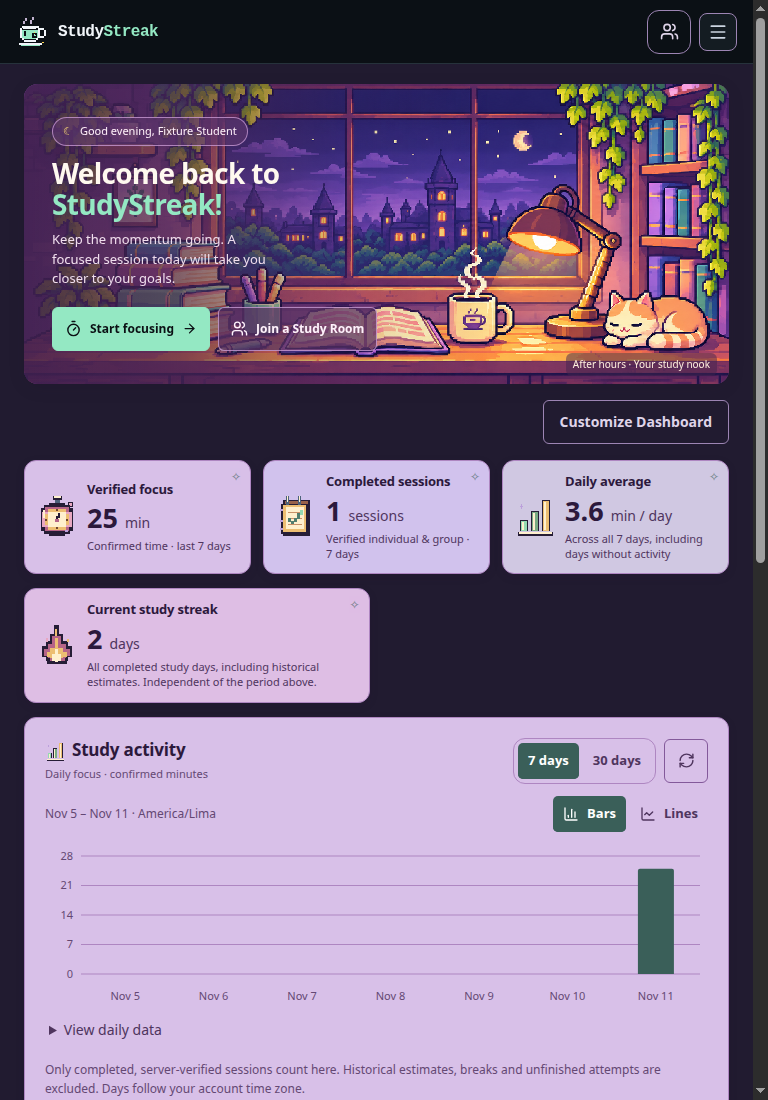 StudyStreak
Good evening, Fixture Student
Welcome back to
StudyStreak!
Keep the momentum going. A
focused session today will take you
closer to your goals.
Start focusing
Join a Study Room
After hours · Your study nook
Customize Dashboard
Verified focus
25 min
Confirmed time · last 7 days
Completed sessions
1 sessions
Verified individual & group ·
7 days
Daily average
3.6 min / day
Across all 7 days, including
days without activity
Current study streak
2 days
All completed study days, including historical
estimates. Independent of the period above.
Study activity
Daily focus · confirmed minutes
7 days
30 days
Nov 5 – Nov 11 · America/Lima
Bars
Lines
28
21
14
7
0
Nov 5 Nov 6 Nov 7 Nov 8 Nov 9 Nov 10 Nov 11
View daily data
Only completed, server-verified sessions count here. Historical estimates, breaks and unfinished attempts are
excluded. Days follow your account time zone.